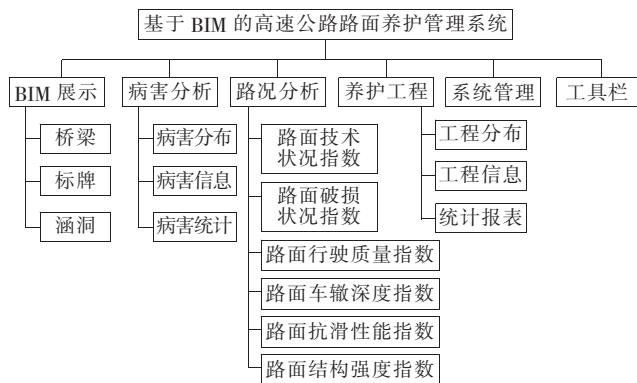 基于 BIM 的高速公路路面养护管理系统
BIM 展示
病害分析
路况分析
养护工程
系统管理
工具栏
桥梁
标牌
涵洞
病害分布
病害信息
病害统计
路面技术
状况指数
路面破损
状况指数
路面行驶质量指数
路面车辙深度指数
路面抗滑性能指数
路面结构强度指数
工程分布
工程信息
统计报表